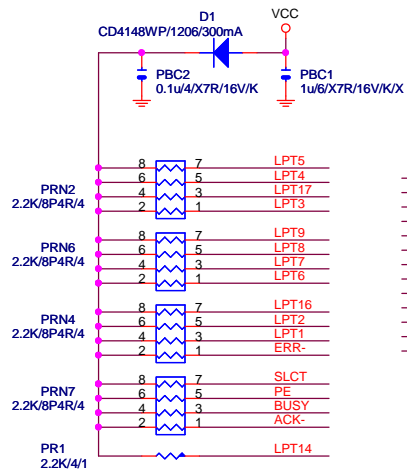 D1
VCC
CD4148WP/1206/300mA
PBC2
0.1u/4/X7R/16V/K
PBC1
1u/6/X7R/16V/K/X
PRN2
2.2K/8P4R/4
8 7 LPT5
6 5 LPT4
4 3 LPT17
2 1 LPT3
PRN6
2.2K/8P4R/4
8 7 LPT9
6 5 LPT8
4 3 LPT7
2 1 LPT6
PRN4
2.2K/8P4R/4
8 7 LPT16
6 5 LPT2
4 3 LPT1
2 1 ERR-
PRN7
2.2K/8P4R/4
8 7 SLCT
6 5 PE
4 3 BUSY
2 1 ACK-
PR1
2.2K/4/1
LPT14